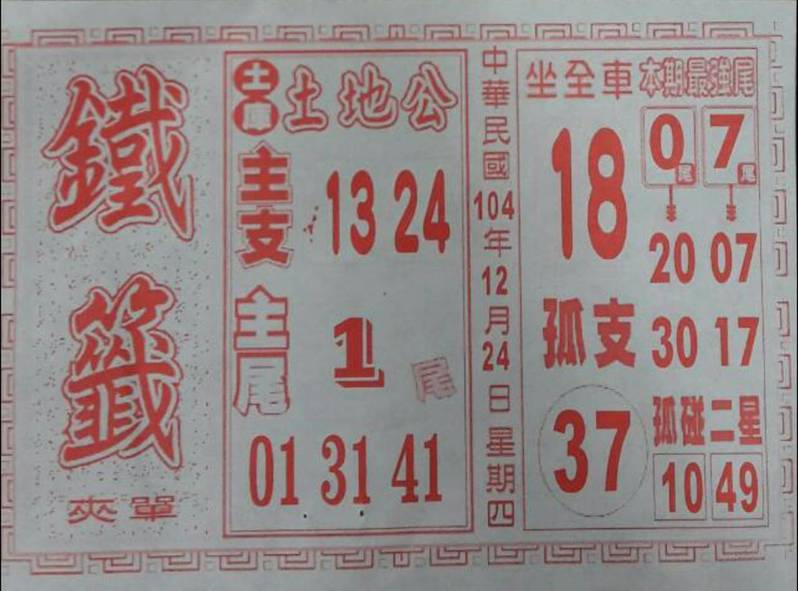 鐵籤
夾單
土庫
土地公
主支
13 24
主尾
1尾
01 31 41
中華民國104年12月24日星期四
坐全車
18
孤支
37
本期最強尾
0尾 7尾
20 07
30 17
孤碰二星
10 49